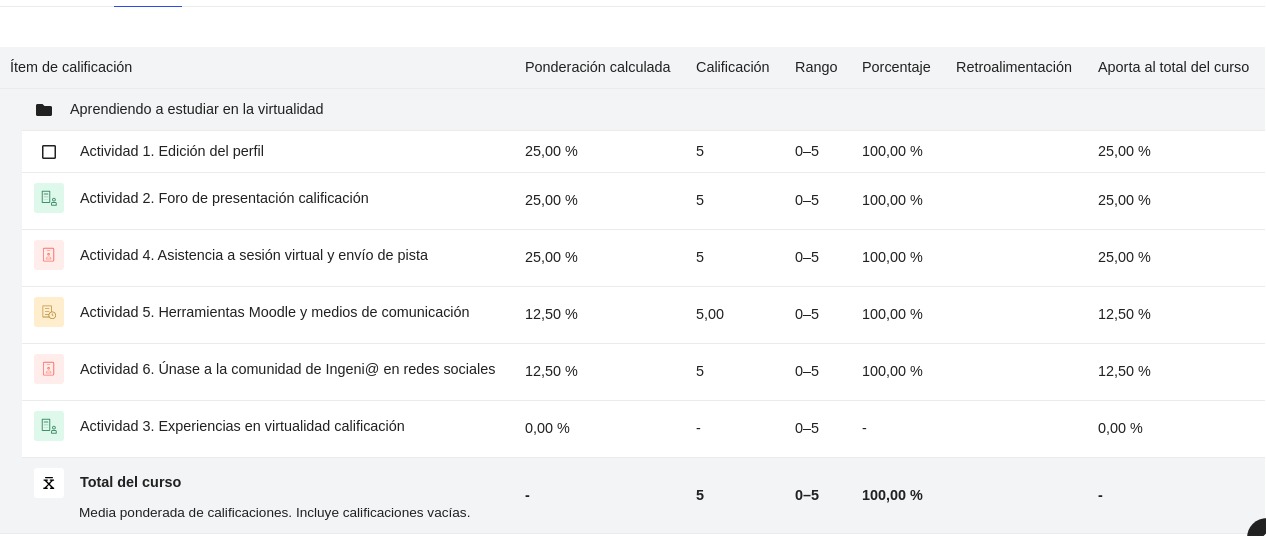 Ítem de calificación Ponderación calculada Calificación Rango Porcentaje Retroalimentación Aporta al total del curso
Aprendiendo a estudiar en la virtualidad
Actividad 1. Edición del perfil 25,00 % 5 0–5 100,00 % 25,00 %
Actividad 2. Foro de presentación calificación 25,00 % 5 0–5 100,00 % 25,00 %
Actividad 4. Asistencia a sesión virtual y envío de pista 25,00 % 5 0–5 100,00 % 25,00 %
Actividad 5. Herramientas Moodle y medios de comunicación 12,50 % 5,00 0–5 100,00 % 12,50 %
Actividad 6. Únase a la comunidad de Ingeni@ en redes sociales 12,50 % 5 0–5 100,00 % 12,50 %
Actividad 3. Experiencias en virtualidad calificación 0,00 % - 0–5 - 0,00 %
Total del curso - 5 0–5 100,00 % -
Media ponderada de calificaciones. Incluye calificaciones vacías.